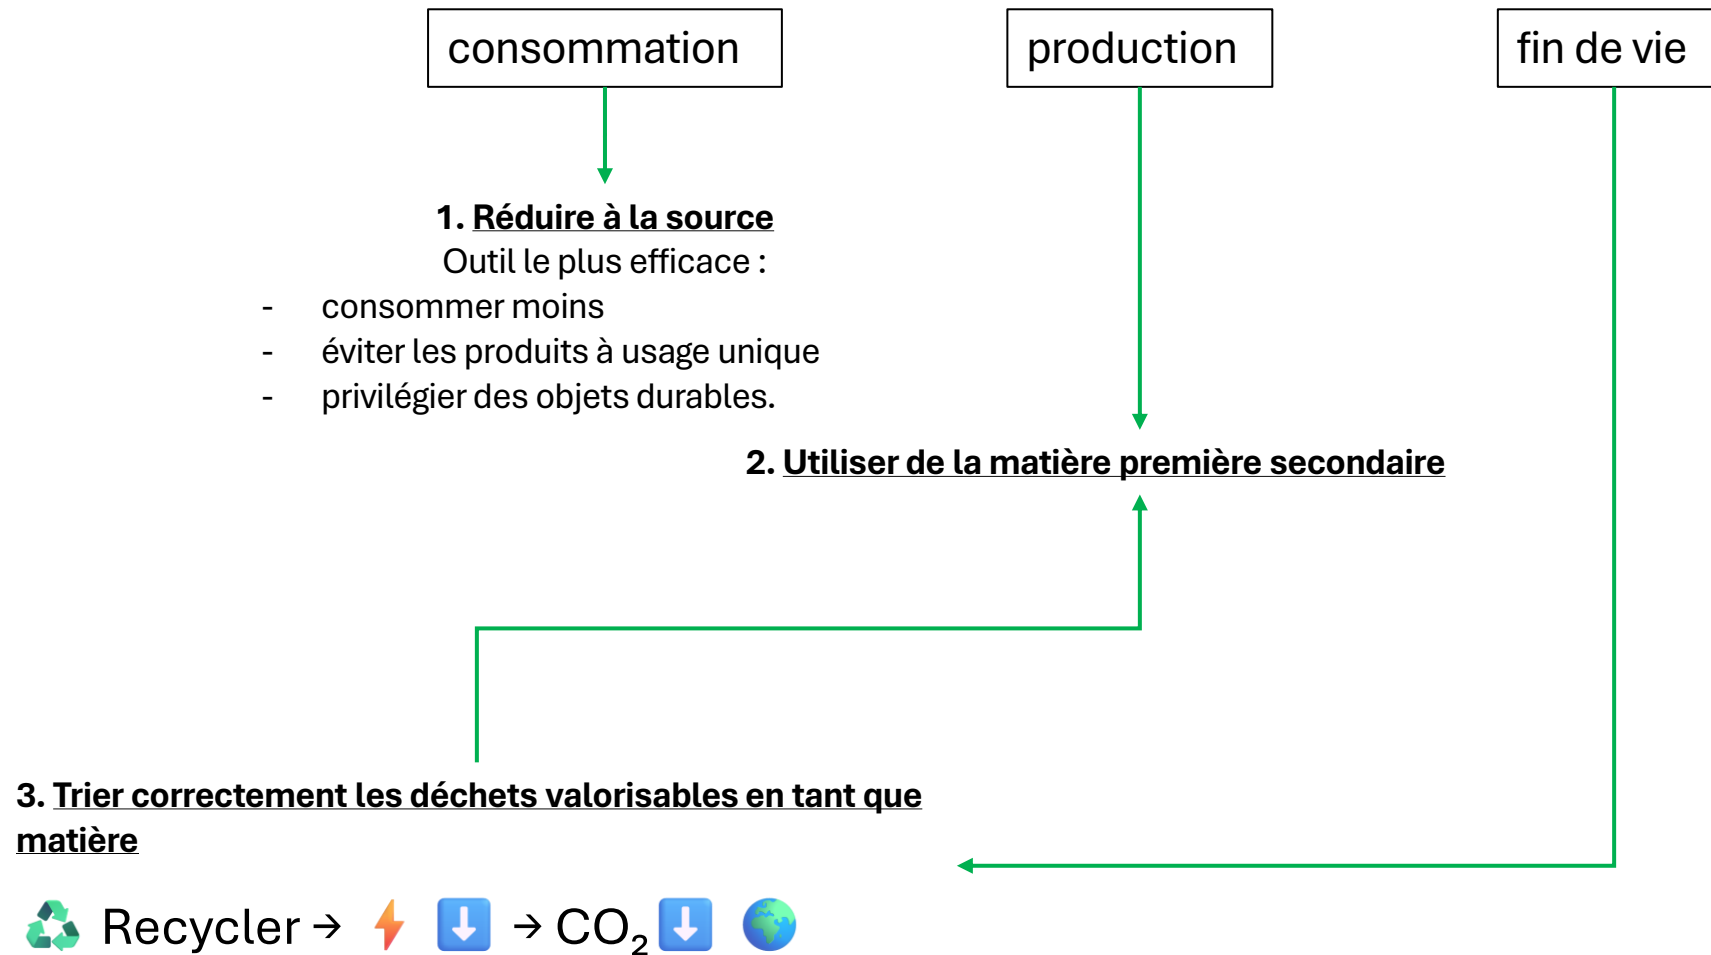 consommation
production
fin de vie
1. Réduire à la source
Outil le plus efficace :
- consommer moins
- éviter les produits à usage unique
- privilégier des objets durables.
2. Utiliser de la matière première secondaire
3. Trier correctement les déchets valorisables en tant que
matière
♻️ Recycler → ⚡ ⬇️ → CO₂ ⬇️ 🌍